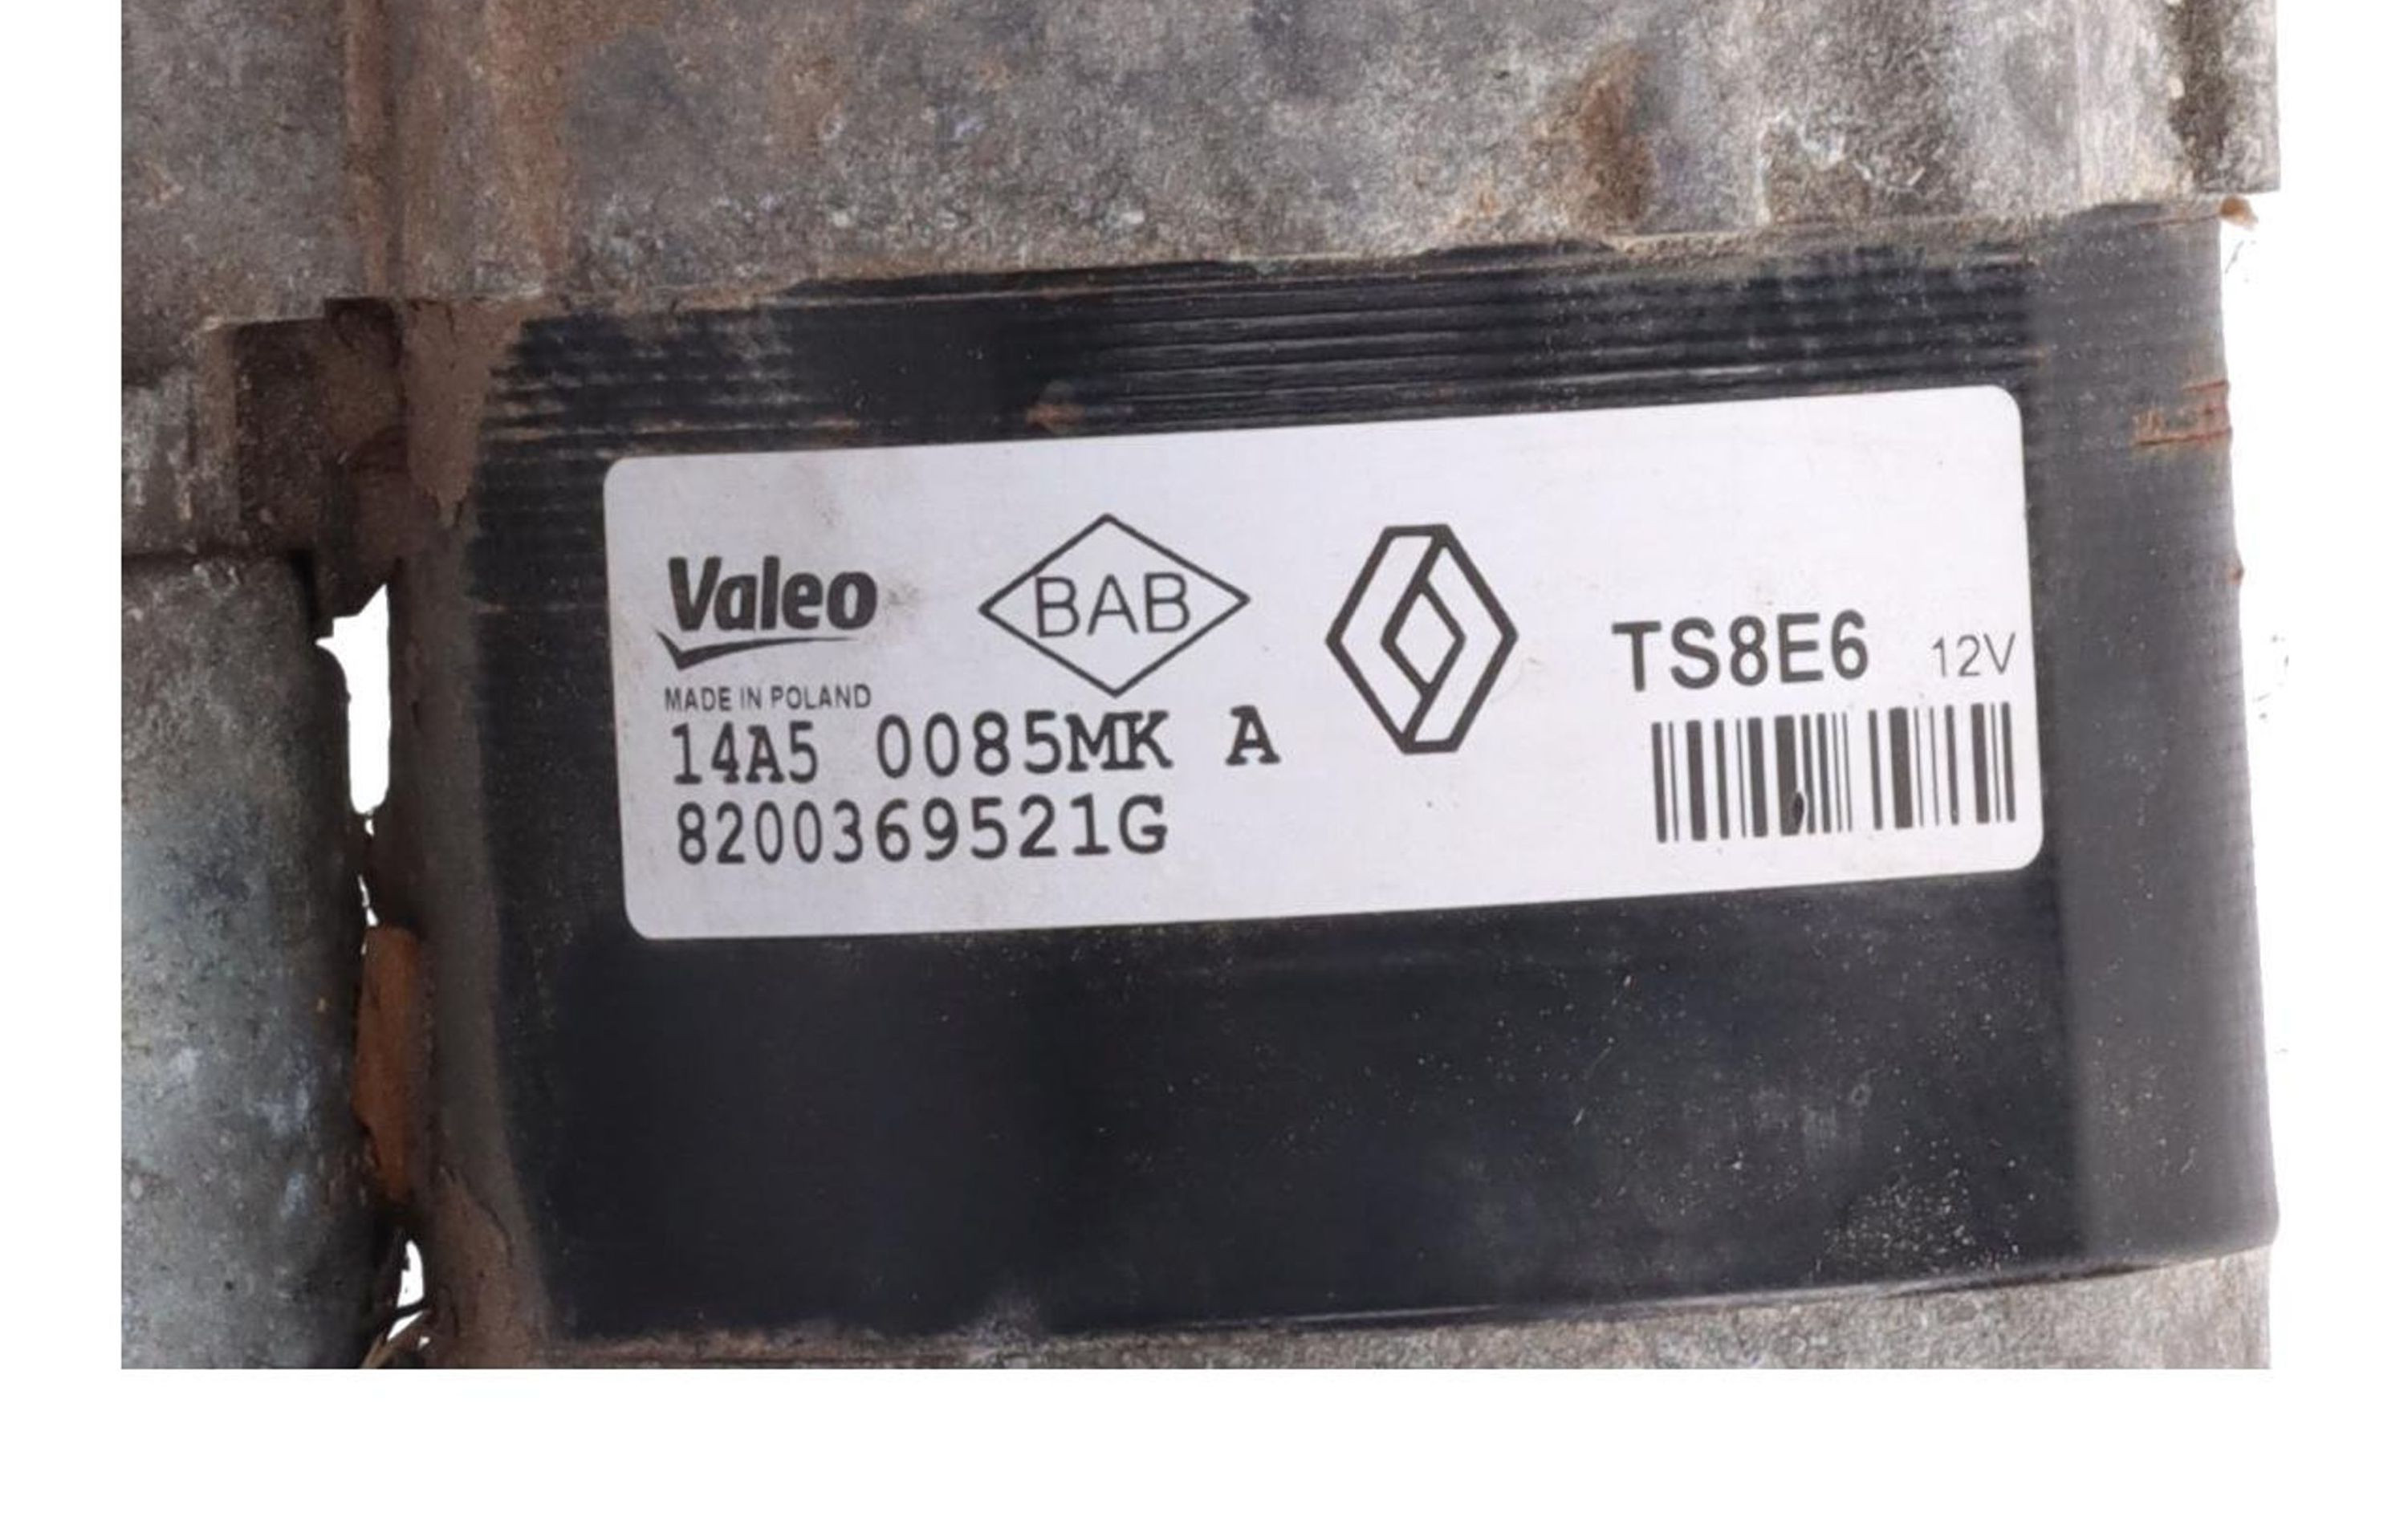 Valeo
BAB
TS8E6 12V
MADE IN POLAND
14A5 0085MK A
8200369521G